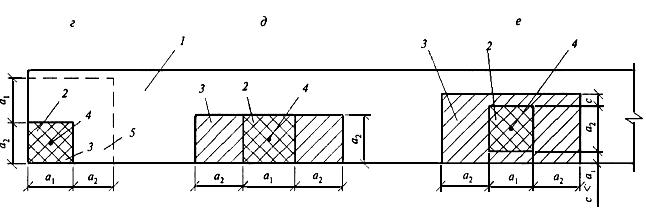 г д е
1 3 2 4
2 4 3 5
3 2 4
a₁ a₂
a₂
c a₂ c < a₁
a₁ a₂ a₂ a₁ a₂ a₂ a₁ a₂